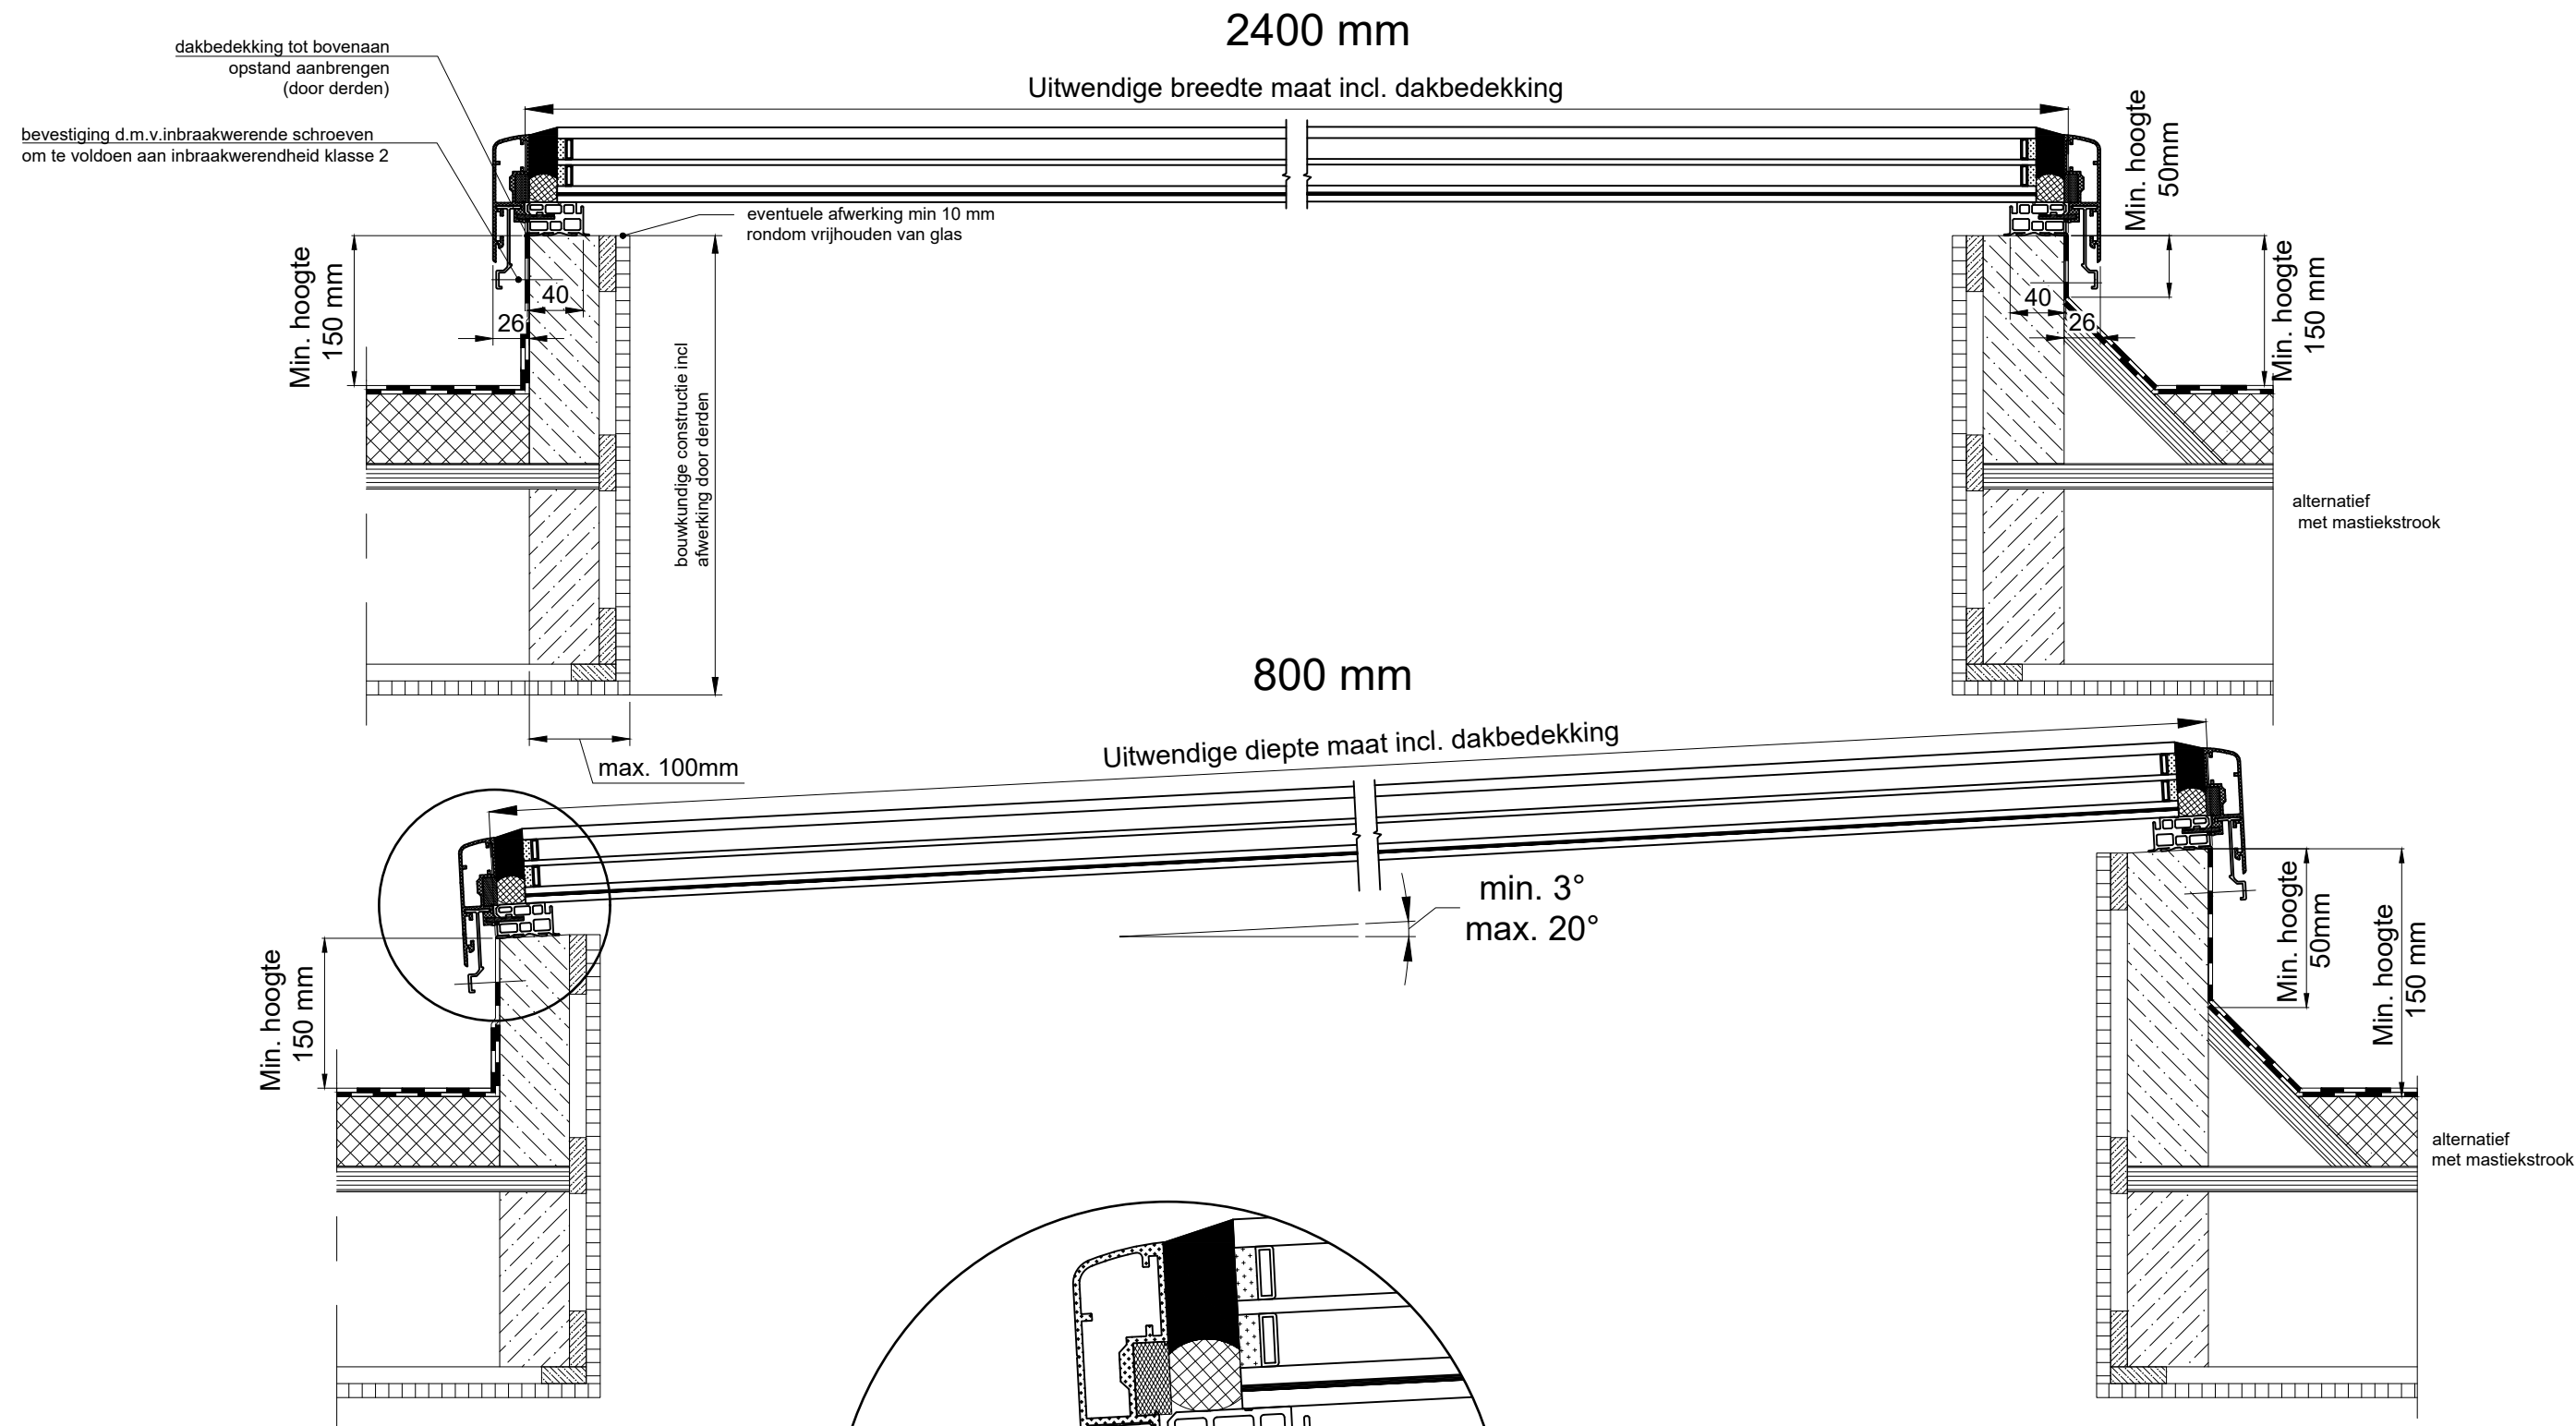 2400 mm
Uitwendige breedte maat incl. dakbedekking
dakbedekking tot bovenaan
opstand aanbrengen
(door derden)
bevestiging d.m.v.inbraakwerende schroeven
om te voldoen aan inbraakwerendheid klasse 2
eventuele afwerking min 10 mm
rondom vrijhouden van glas
Min. hoogte
150 mm
40
26
bouwkundige constructie incl
afwerking door derden
max. 100mm
Min. hoogte
50mm
Min. hoogte
150 mm
40
26
alternatief
met mastiekstrook
800 mm
Uitwendige diepte maat incl. dakbedekking
min. 3°
max. 20°
Min. hoogte
150 mm
Min. hoogte
50mm
Min. hoogte
150 mm
alternatief
met mastiekstrook